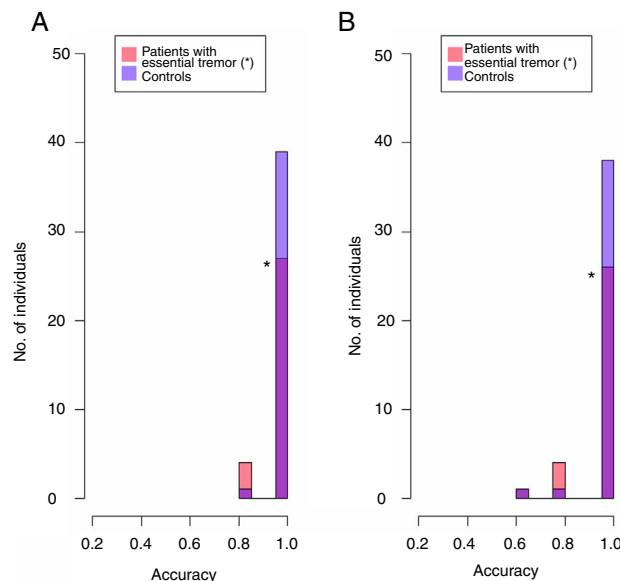 A
Patients with
essential tremor (*)
Controls
No. of individuals
50
40
30
20
10
0
*
0.2 0.4 0.6 0.8 1.0
Accuracy
B
Patients with
essential tremor (*)
Controls
No. of individuals
50
40
30
20
10
0
*
0.2 0.4 0.6 0.8 1.0
Accuracy